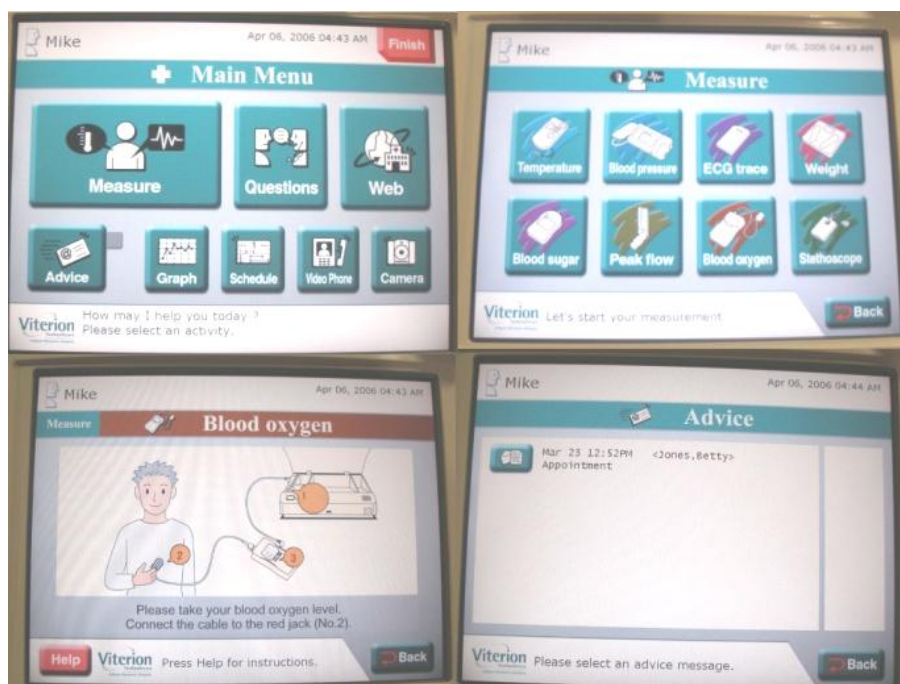 Mike
Apr 06, 2006 04:43 AM
Finish
Main Menu
Measure
Questions
Web
Advice
Graph
Schedule
Video Phone
Camera
Viterion
How may I help you today ?
Please select an activity.
Mike
Apr 06, 2006 04:43 AM
Measure
Temperature
Blood pressure
ECG trace
Weight
Blood sugar
Peak flow
Blood oxygen
Stethoscope
Viterion
Let's start your measurement
Back
Mike
Apr 06, 2006 04:43 AM
Measure
Blood oxygen
1
2
3
Please take your blood oxygen level.
Connect the cable to the red jack (No.2).
Help
Viterion
Press Help for instructions.
Back
Mike
Apr 06, 2006 04:44 AM
Advice
Mar 23 12:52PM <Jones,Betty>
Appointment
Viterion
Please select an advice message.
Back